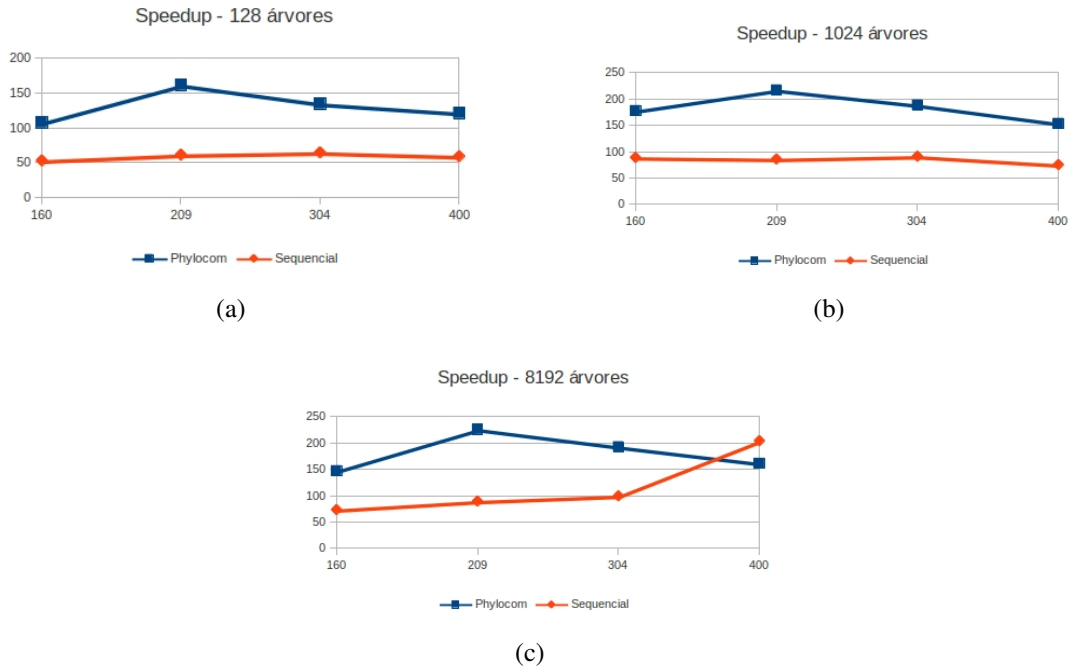 Speedup - 128 árvores
200
150
100
50
0
160 209 304 400
Phylocom Sequencial
(a)
Speedup - 1024 árvores
250
200
150
100
50
0
160 209 304 400
Phylocom Sequencial
(b)
Speedup - 8192 árvores
250
200
150
100
50
0
160 209 304 400
Phylocom Sequencial
(c)